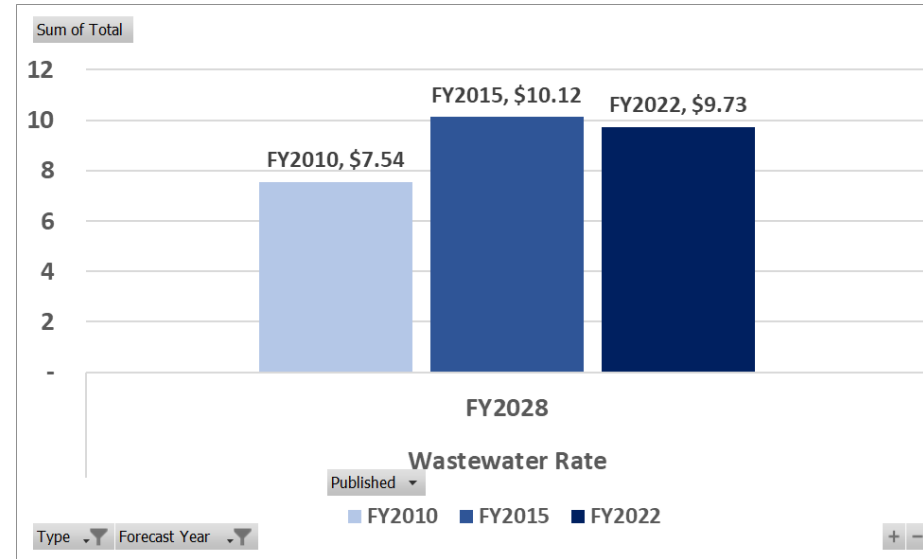 Sum of Total
12
10
8
6
4
2
-
FY2010, $7.54
FY2015, $10.12
FY2022, $9.73
FY2028
Wastewater Rate
Published
FY2010 FY2015 FY2022
Type Forecast Year
+ −